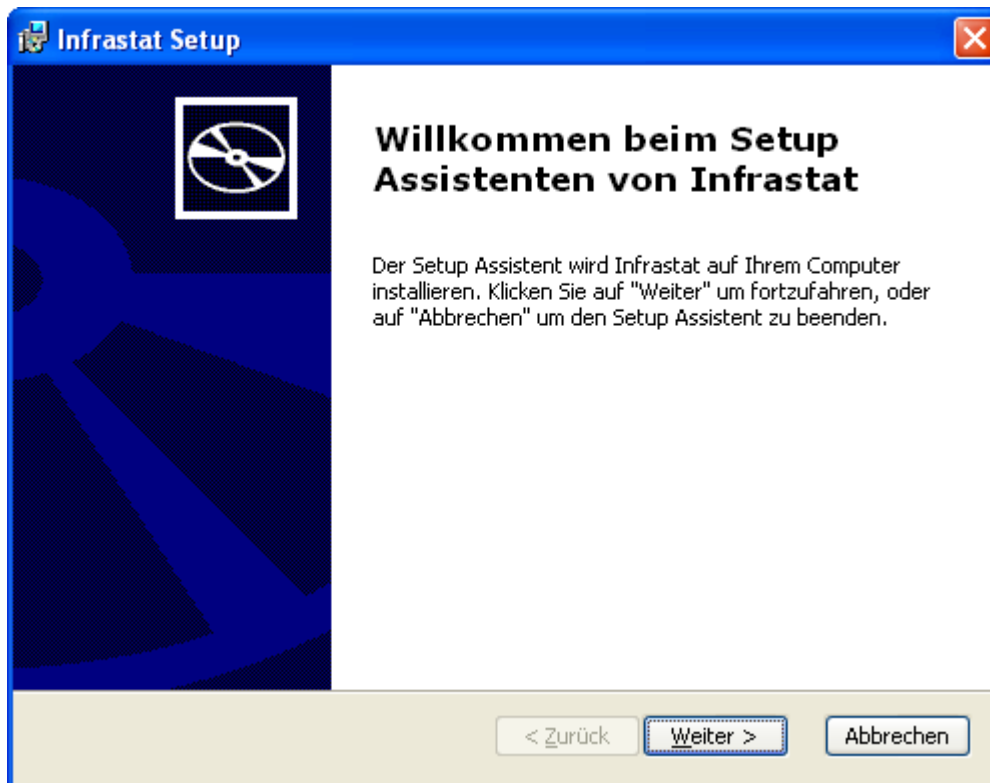 Infrastat Setup
Willkommen beim Setup
Assistenten von Infrastat
Der Setup Assistent wird Infrastat auf Ihrem Computer
installieren. Klicken Sie auf "Weiter" um fortzufahren, oder
auf "Abbrechen" um den Setup Assistent zu beenden.
< Zurück Weiter > Abbrechen